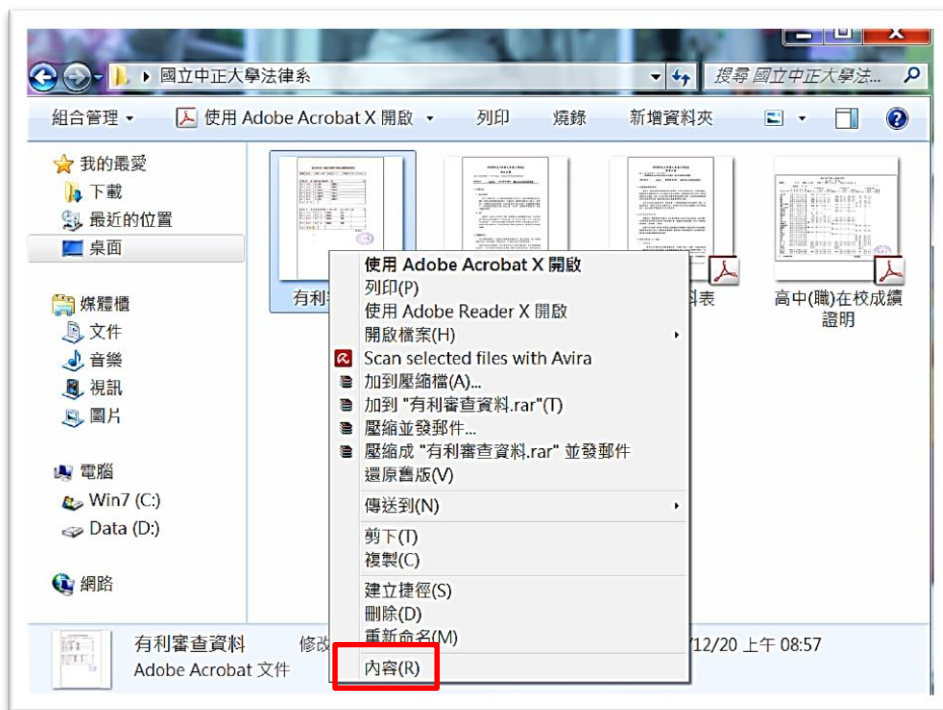 國立中正大學法律系
搜尋 國立中正大學法...
組合管理
使用 Adobe Acrobat X 開啟
列印
燒錄
新增資料夾
我的最愛
下載
最近的位置
桌面
媒體櫃
文件
音樂
視訊
圖片
電腦
Win7 (C:)
Data (D:)
網路
有利
料表
高中(職)在校成績
證明
使用 Adobe Acrobat X 開啟
列印(P)
使用 Adobe Reader X 開啟
開啟檔案(H)
Scan selected files with Avira
加到壓縮檔(A)...
加到 "有利審查資料.rar"(T)
壓縮並發郵件...
壓縮成 "有利審查資料.rar" 並發郵件
還原舊版(V)
傳送到(N)
剪下(T)
複製(C)
建立捷徑(S)
刪除(D)
重新命名(M)
內容(R)
有利審查資料
修改
/12/20 上午 08:57
Adobe Acrobat 文件